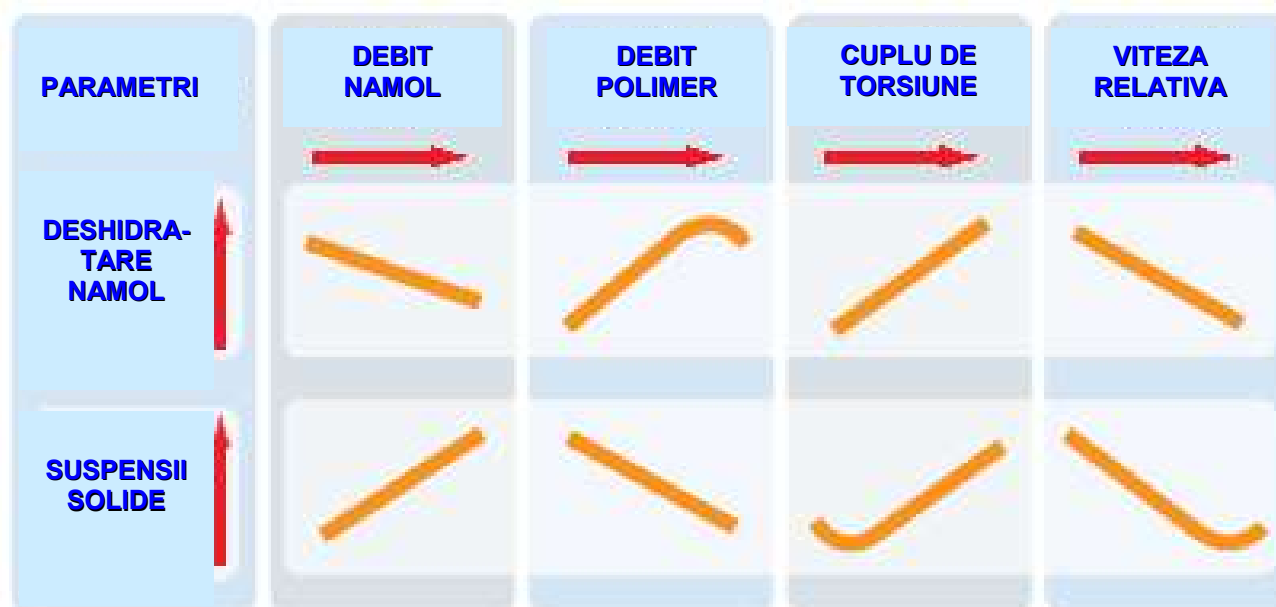 PARAMETRI
DEBIT
NAMOL
DEBIT
POLIMER
CUPLU DE
TORSIUNE
VITEZA
RELATIVA
DESHIDRA-
TARE
NAMOL
SUSPENSII
SOLIDE